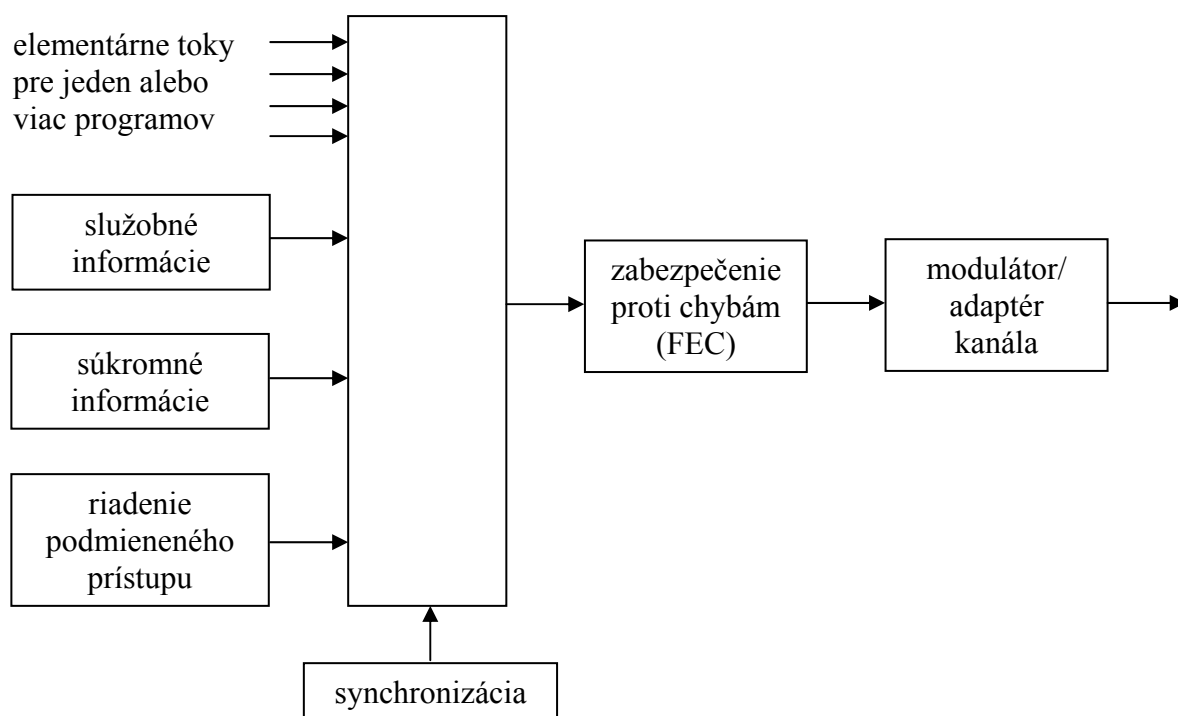 elementárne toky
pre jeden alebo
viac programov
služobné
informácie
súkromné
informácie
riadenie
podmieneného
prístupu
synchronizácia
zabezpečenie
proti chybám
(FEC)
modulátor/
adaptér
kanála